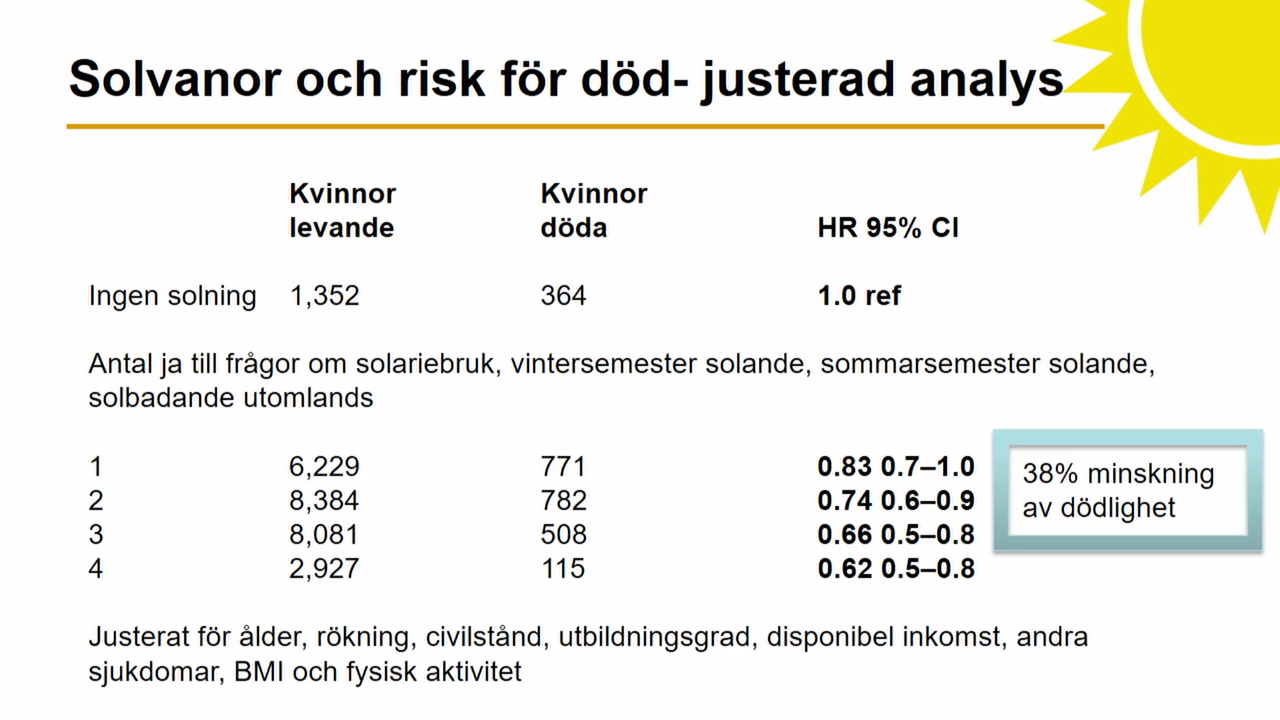 Solvanor och risk för död- justerad analys
Kvinnor levande Kvinnor döda HR 95% CI
Ingen solning 1,352 364 1.0 ref
Antal ja till frågor om solariebruk, vintersemester solande, sommarsemester solande,
solbadande utomlands
1 6,229 771 0.83 0.7–1.0
2 8,384 782 0.74 0.6–0.9
3 8,081 508 0.66 0.5–0.8
4 2,927 115 0.62 0.5–0.8
38% minskning
av dödlighet
Justerat för ålder, rökning, civilstånd, utbildningsgrad, disponibel inkomst, andra
sjukdomar, BMI och fysisk aktivitet